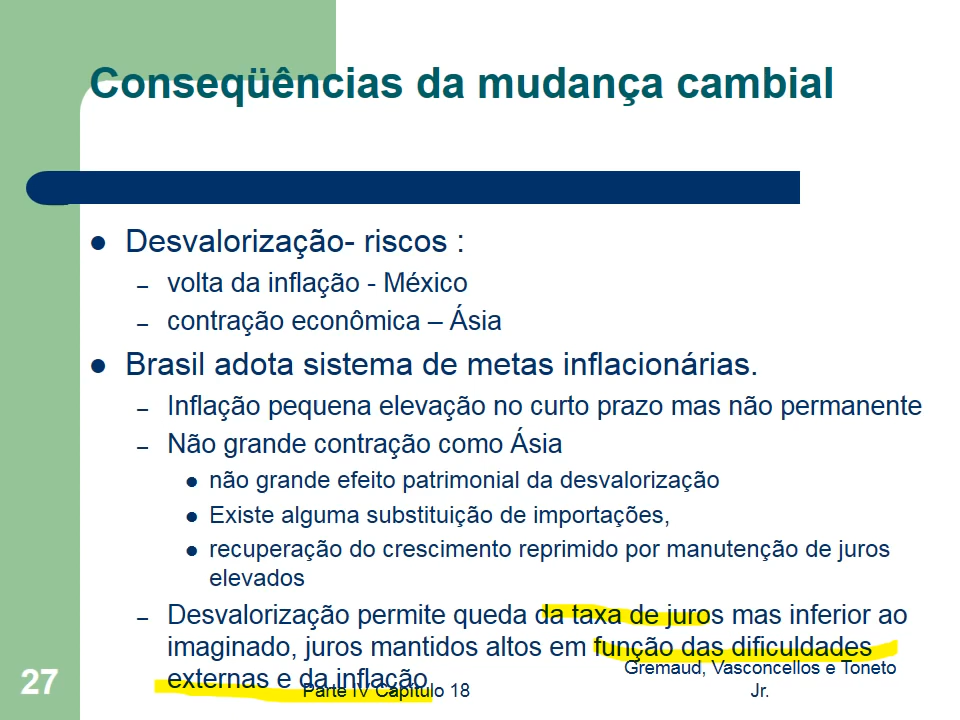 Conseqüências da mudança cambial
● Desvalorização- riscos :
– volta da inflação - México
– contração econômica – Ásia
● Brasil adota sistema de metas inflacionárias.
– Inflação pequena elevação no curto prazo mas não permanente
– Não grande contração como Ásia
● não grande efeito patrimonial da desvalorização
● Existe alguma substituição de importações,
● recuperação do crescimento reprimido por manutenção de juros
elevados
– Desvalorização permite queda da taxa de juros mas inferior ao
imaginado, juros mantidos altos em função das dificuldades
externas e da inflação
27
Parte IV Capítulo 18
Gremaud, Vasconcellos e Toneto
Jr.